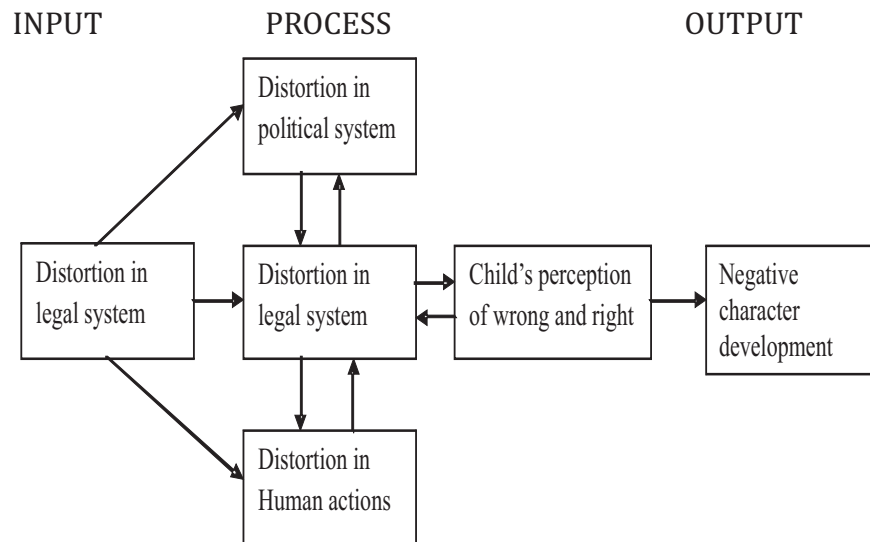 INPUT PROCESS OUTPUT
Distortion in
political system
Distortion in
legal system
Distortion in
legal system
Child’s perception
of wrong and right
Negative
character
development
Distortion in
Human actions